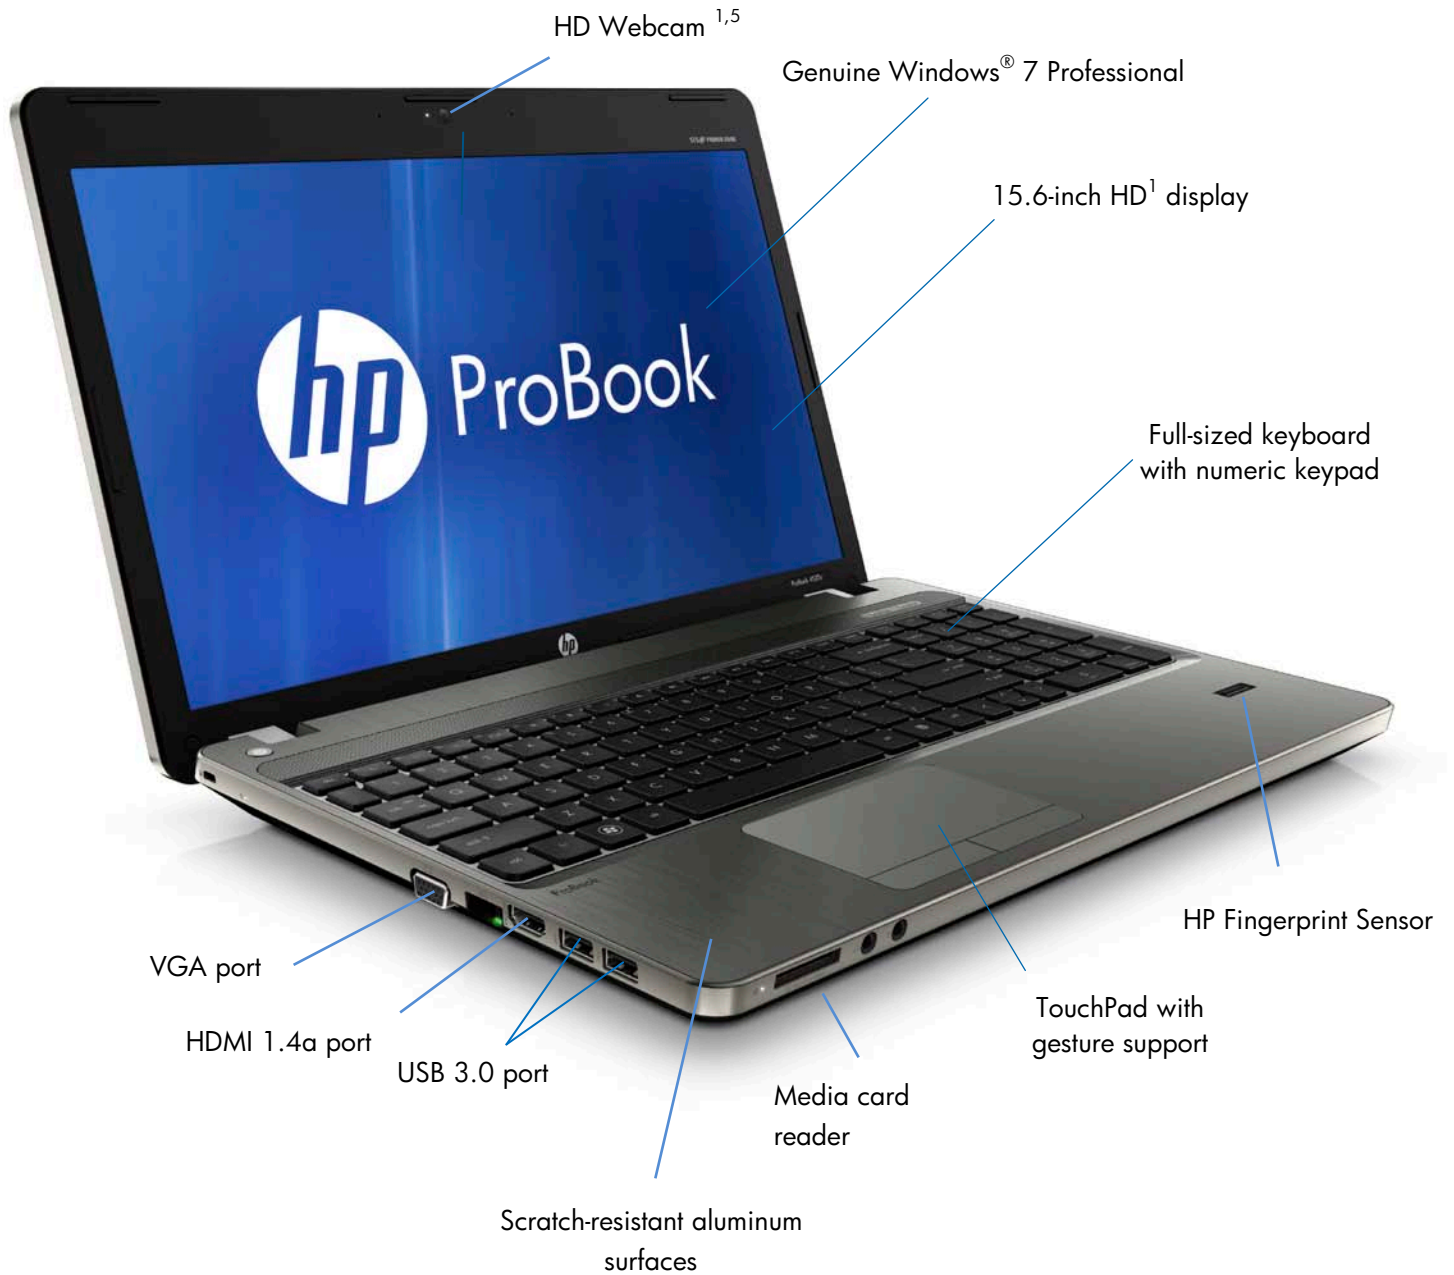 HD Webcam 1,5
Genuine Windows® 7 Professional
15.6-inch HD1 display
hp ProBook
Full-sized keyboard
with numeric keypad
hp
ProBook
HP Fingerprint Sensor
VGA port
TouchPad with
gesture support
HDMI 1.4a port
USB 3.0 port
Media card
reader
Scratch-resistant aluminum
surfaces